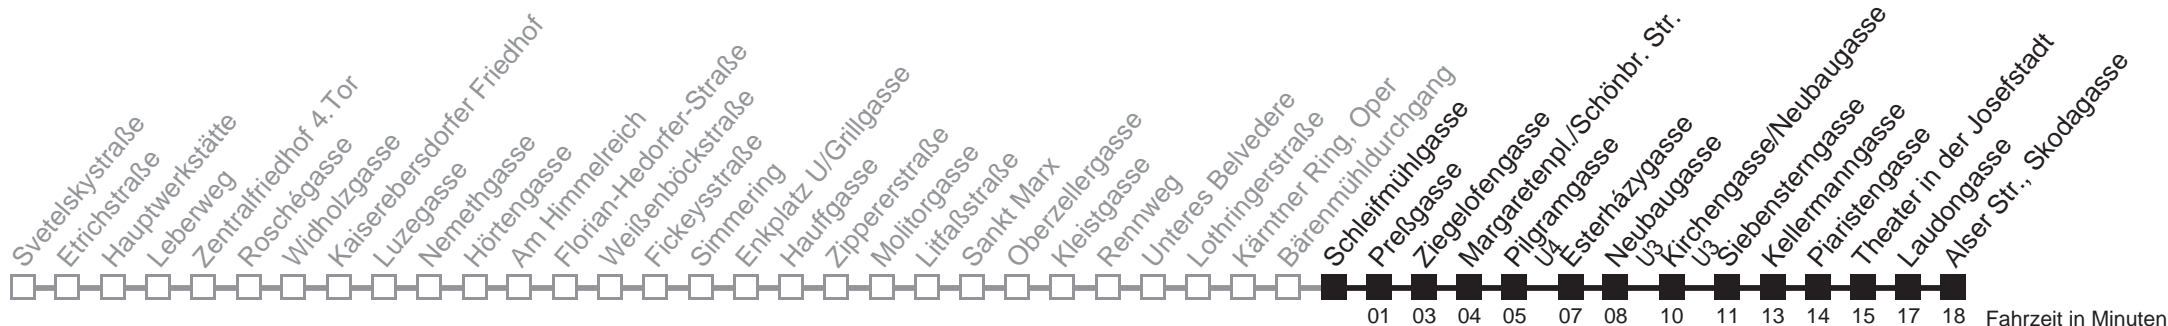 Svetelskystraße
Etrichstraße
Hauptwerkstätte
Leberweg
Zentralfriedhof 4. Tor
Roschégasse
Widholzgasse
Kaiserebersdorfer Friedhof
Luzegasse
Nemethgasse
Hörtengasse
Am Himmelreich
Florian-Hedorfer-Straße
Weißenböckstraße
Fickeysstraße
Simmering
Enkplatz U/Grillgasse
Hauffgasse
Zippererstraße
Molitorgasse
Litfaßstraße
Sankt Marx
Oberzellergasse
Kleistgasse
Rennweg
Unteres Belvedere
Lothringerstraße
Kärntner Ring, Oper
Bärenmühldurchgang
Schleifmühlgasse
Preßgasse
Ziegelofengasse
Margaretenpl./Schönbr. Str.
Pilgramgasse
U4
Esterházygasse
Neubaugasse
U3
Kirchengasse/Neubaugasse
U3
Siebensterngasse
Kellermanngasse
Piaristengasse
Theater in der Josefstadt
Laudongasse
Alser Str., Skodagasse
01 03 04 05 07 08 10 11 13 14 15 17 18 Fahrzeit in Minuten